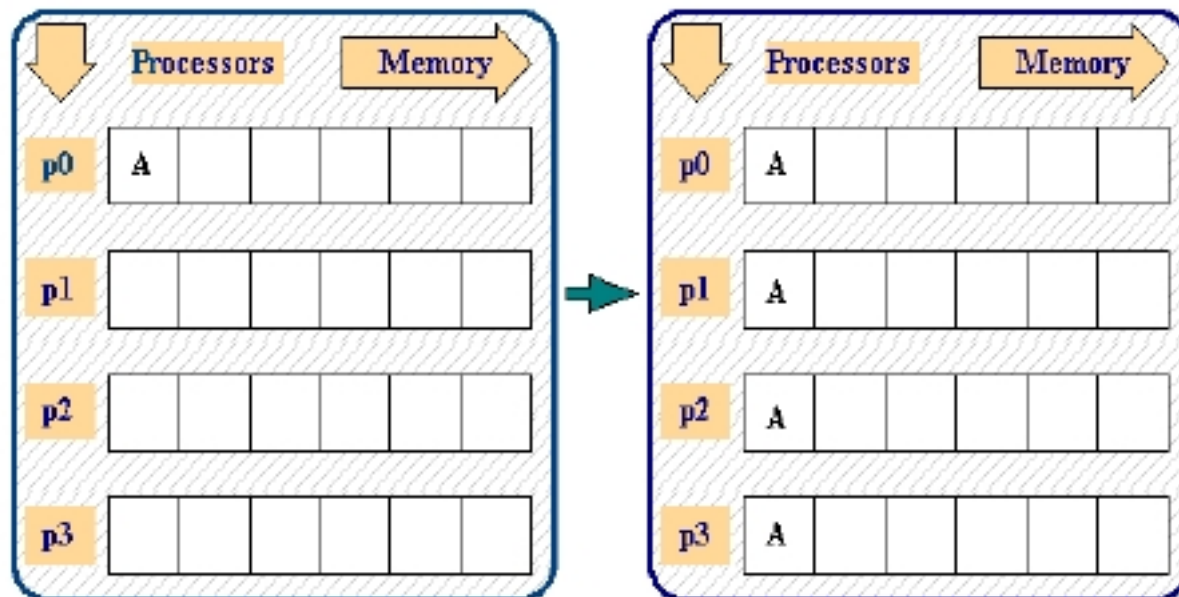 Processors Memory
p0 A
p1
p2
p3
Processors Memory
p0 A
p1 A
p2 A
p3 A